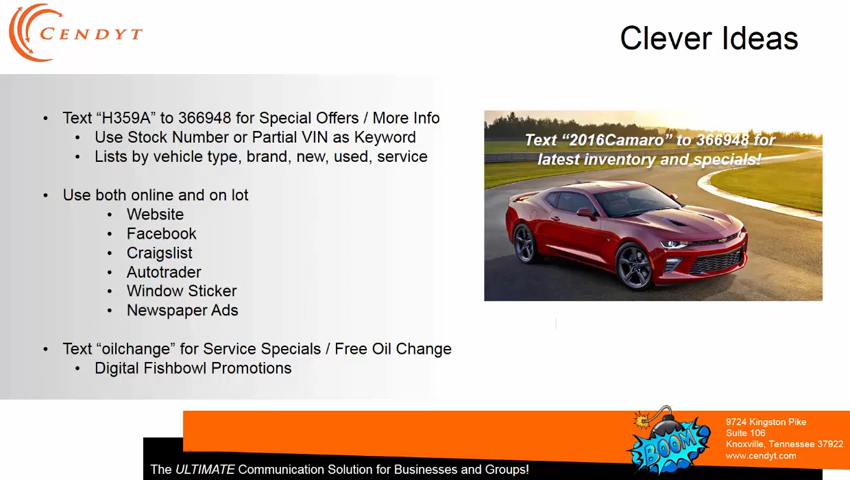 CENDYT
Clever Ideas
• Text “H359A” to 366948 for Special Offers / More Info
• Use Stock Number or Partial VIN as Keyword
• Lists by vehicle type, brand, new, used, service
• Use both online and on lot
• Website
• Facebook
• Craigslist
• Autotrader
• Window Sticker
• Newspaper Ads
• Text “oilchange” for Service Specials / Free Oil Change
• Digital Fishbowl Promotions
Text “2016Camaro” to 366948 for
latest inventory and specials!
BOOM
9724 Kingston Pike
Suite 106
Knoxville, Tennessee 37922
www.cendyt.com
The ULTIMATE Communication Solution for Businesses and Groups!